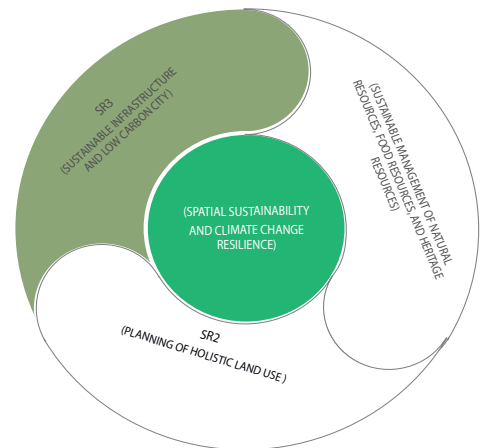 SR3
(SUSTAINABLE INFRASTRUCTURE
AND LOW CARBON CITY )
(SUSTAINABLE MANAGEMENT OF NATURAL
RESOURCES, FOOD RESOURCES, AND HERITAGE
RESOURCES)
(SPATIAL SUSTAINABILITY
AND CLIMATE CHANGE
RESILIENCE)
SR2
(PLANNING OF HOLISTIC LAND USE )